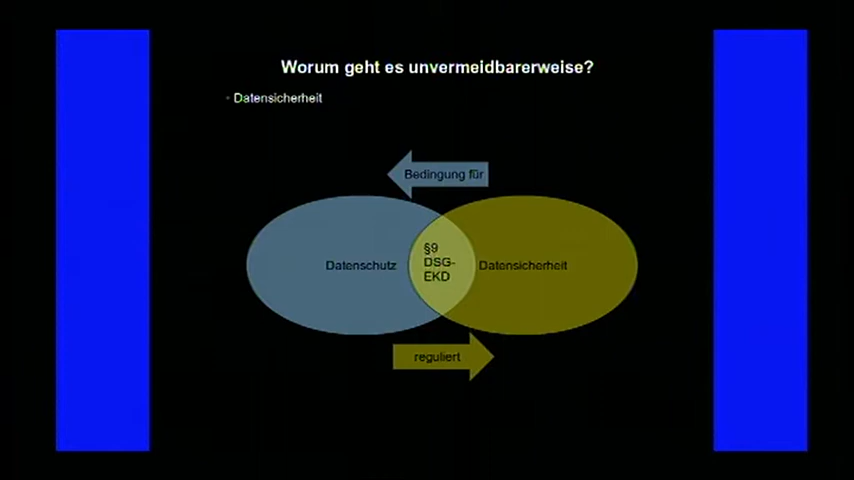 Worum geht es unvermeidbarerweise?
Datensicherheit
Bedingung für
Datenschutz
§9
DSG-
EKD
Datensicherheit
reguliert